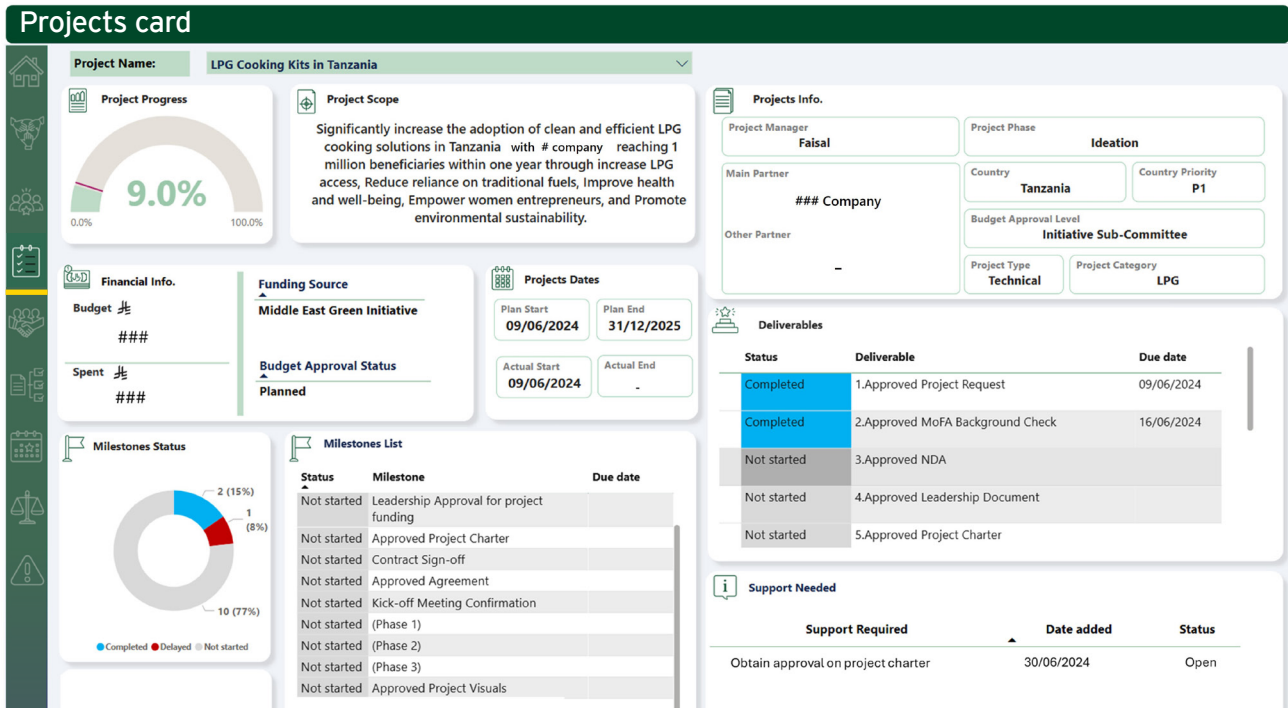 Projects card
Project Name:
LPG Cooking Kits in Tanzania
Project Progress
9.0%
0.0%
100.0%
Project Scope
Significantly increase the adoption of clean and efficient LPG
cooking solutions in Tanzania with # company reaching 1
million beneficiaries within one year through increase LPG
access, Reduce reliance on traditional fuels, Improve health
and well-being, Empower women entrepreneurs, and Promote
environmental sustainability.
Projects Info.
Project Manager
Faisal
Project Phase
Ideation
Main Partner
### Company
Other Partner
–
Country
Tanzania
Country Priority
P1
Budget Approval Level
Initiative Sub-Committee
Project Type
Technical
Project Category
LPG
Financial Info.
Budget
###
Spent
###
Funding Source
Middle East Green Initiative
Budget Approval Status
Planned
Projects Dates
Plan Start
09/06/2024
Plan End
31/12/2025
Actual Start
09/06/2024
Actual End
-
Deliverables
Status Deliverable Due date
Completed 1.Approved Project Request 09/06/2024
Completed 2.Approved MoFA Background Check 16/06/2024
Not started 3.Approved NDA
Not started 4.Approved Leadership Document
Not started 5.Approved Project Charter
Milestones Status
2 (15%)
1
(8%)
10 (77%)
Completed Delayed Not started
Milestones List
Status Milestone Due date
Not started Leadership Approval for project
funding
Not started Approved Project Charter
Not started Contract Sign-off
Not started Approved Agreement
Not started Kick-off Meeting Confirmation
Not started (Phase 1)
Not started (Phase 2)
Not started (Phase 3)
Not started Approved Project Visuals
Support Needed
Support Required Date added Status
Obtain approval on project charter 30/06/2024 Open